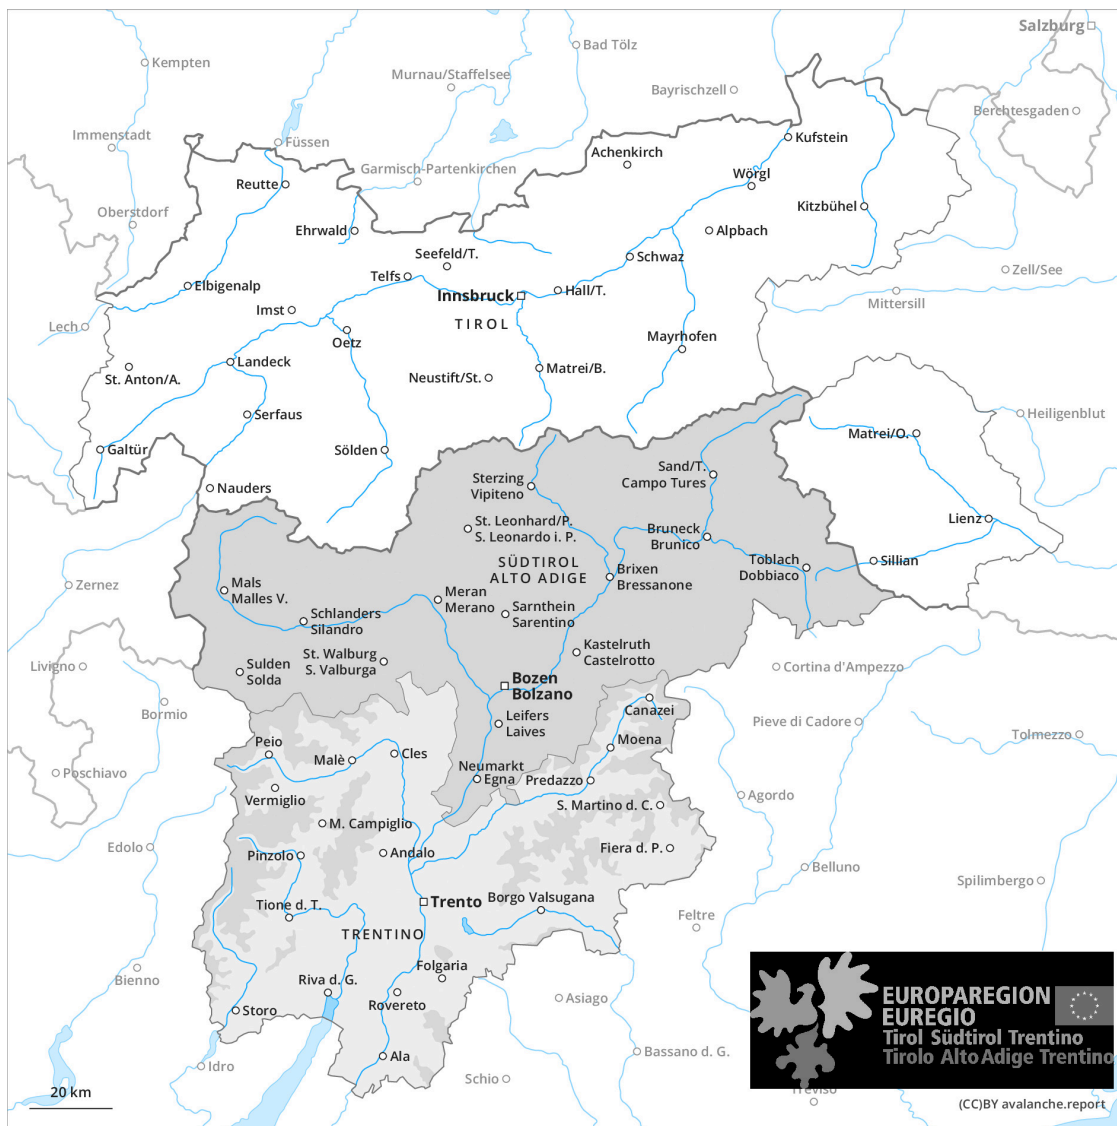 Salzburg
Bad Tölz
Kempten
Murnau/Staffelsee
Bayrischzell
Berchtesgaden
Immenstadt
Füssen
Kufstein
Achenkirch
Garmisch-Partenkirchen
Wörgl
Reutte
Kitzbühel
Oberstdorf
Ehrwald
Alpbach
Seefeld/T.
Schwaz
Telfs
Zell/See
Elbigenalp
Hall/T.
Innsbruck
Mittersill
Imst
TIROL
Lech
Oetz
Mayrhofen
Landeck
Matrei/B.
St. Anton/A.
Neustift/St.
Serfaus
Heiligenblut
Matrei/O.
Galtür
Sölden
Sand/T.
Campo Tures
Sterzing
Vipiteno
Nauders
Lienz
St. Leonhard/P.
S. Leonardo i. P.
Bruneck
Brunico
SÜDTIROL
ALTO ADIGE
Toblach
Dobbiaco
Sillian
Brixen
Bressanone
Zernez
Mals
Malles V.
Meran
Merano
Sarnthein
Sarentino
Schlanders
Silandro
Kastelruth
Castelrotto
St. Walburg
S. Valburga
Livigno
Sulden
Solda
Cortina d'Ampezzo
Bozen
Bolzano
Canazei
Bormio
Leifers
Laives
Pieve di Cadore
Tolmezzo
Peio
Moena
Malè
Cles
Poschiavo
Neumarkt
Egna
Predazzo
Vermiglio
Agordo
S. Martino d. C.
M. Campiglio
Edolo
Fiera d. P.
Pinzolo
Andalo
Belluno
Spilimbergo
Borgo Valsugana
Trento
Tione d. T.
Feltre
TRENTINO
Folgaria
Bienno
Riva d. G.
Rovereto
Asiago
Storo
EUROPAREGION
EUREGIO
Tirol Südtirol Trentino
Tirolo Alto Adige Trentino
Bassano d. G.
Ala
Idro
Schio
Treviso
20 km
(CC)BY avalanche.report